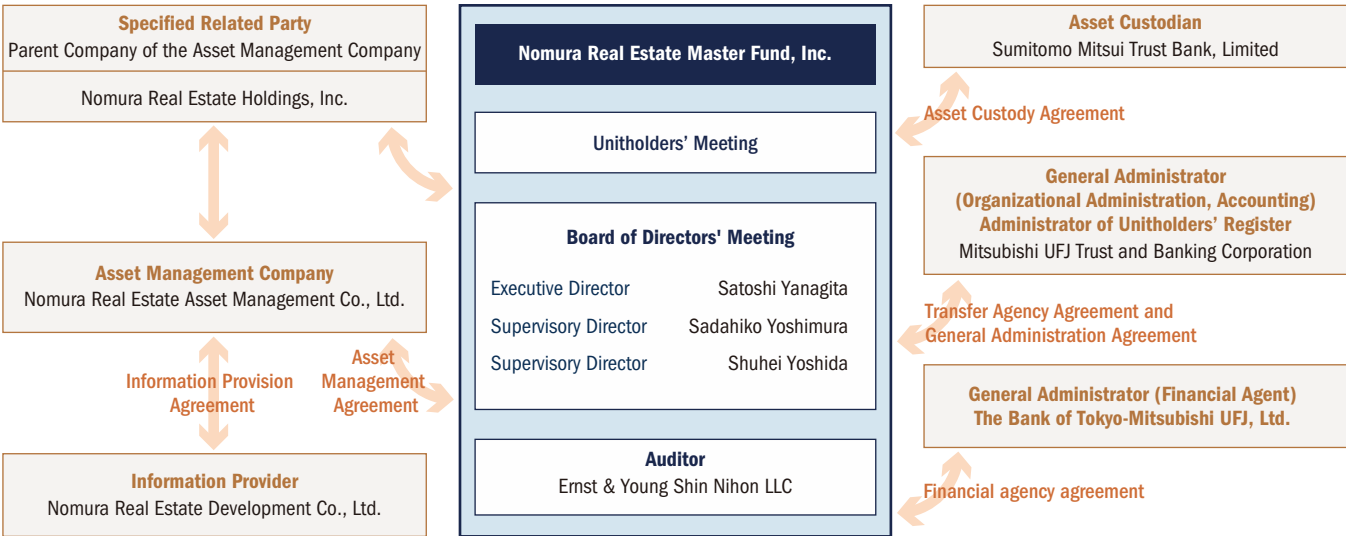 Specified Related Party
Parent Company of the Asset Management Company
Nomura Real Estate Holdings, Inc.
Asset Management Company
Nomura Real Estate Asset Management Co., Ltd.
Information Provision
Agreement
Asset
Management
Agreement
Information Provider
Nomura Real Estate Development Co., Ltd.
Nomura Real Estate Master Fund, Inc.
Unitholders’ Meeting
Board of Directors' Meeting
Executive Director Satoshi Yanagita
Supervisory Director Sadahiko Yoshimura
Supervisory Director Shuhei Yoshida
Auditor
Ernst & Young Shin Nihon LLC
Asset Custodian
Sumitomo Mitsui Trust Bank, Limited
Asset Custody Agreement
General Administrator
(Organizational Administration, Accounting)
Administrator of Unitholders’ Register
Mitsubishi UFJ Trust and Banking Corporation
Transfer Agency Agreement and
General Administration Agreement
General Administrator (Financial Agent)
The Bank of Tokyo-Mitsubishi UFJ, Ltd.
Financial agency agreement